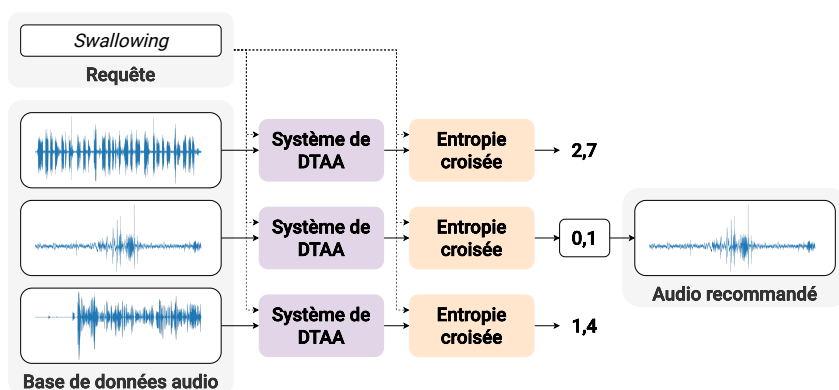 Swallowing
Requête
Système de
DTAA
Entropie
croisée
2,7
Système de
DTAA
Entropie
croisée
0,1
Système de
DTAA
Entropie
croisée
1,4
Base de données audio
Audio recommandé